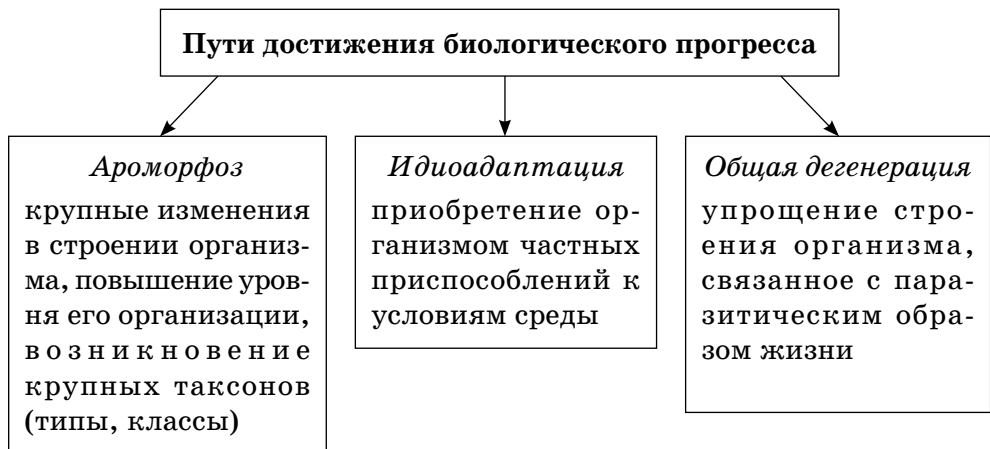 Пути достижения биологического прогресса
Ароморфоз
крупные изменения
в строении организ-
ма, повышение уров-
ня его организации,
возникновение
крупных таксонов
(типы, классы)
Идиоадаптация
приобретение ор-
ганизмом частных
приспособлений к
условиям среды
Общая дегенерация
упрощение стро-
ения организма,
связанное с пара-
зитическим обра-
зом жизни